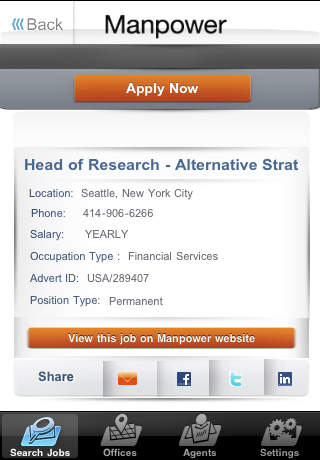 Back
Manpower
Apply Now
Head of Research - Alternative Strat
Location: Seattle, New York City
Phone: 414-906-6266
Salary: YEARLY
Occupation Type : Financial Services
Advert ID: USA/289407
Position Type: Permanent
View this job on Manpower website
Share
Search Jobs Offices Agents Settings